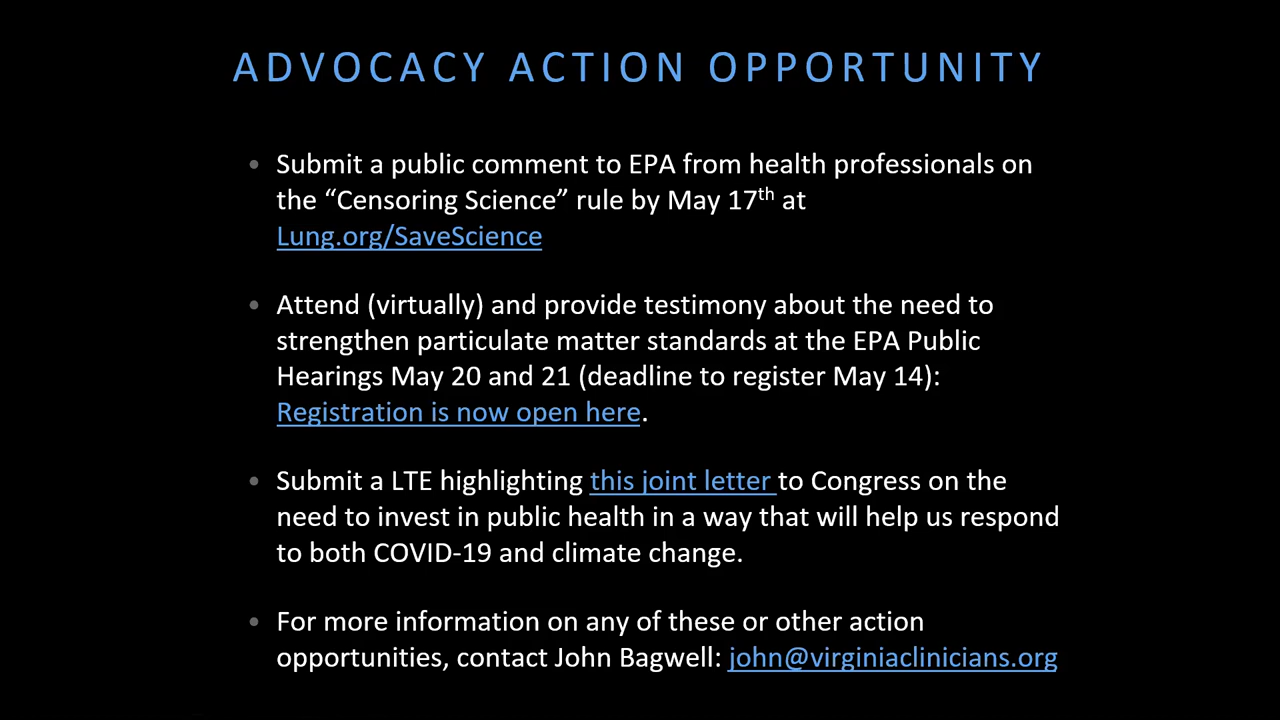 ADVOCACY ACTION OPPORTUNITY
• Submit a public comment to EPA from health professionals on
the “Censoring Science” rule by May 17th at
Lung.org/SaveScience
• Attend (virtually) and provide testimony about the need to
strengthen particulate matter standards at the EPA Public
Hearings May 20 and 21 (deadline to register May 14):
Registration is now open here.
• Submit a LTE highlighting this joint letter to Congress on the
need to invest in public health in a way that will help us respond
to both COVID-19 and climate change.
• For more information on any of these or other action
opportunities, contact John Bagwell: john@virginiaclinicians.org